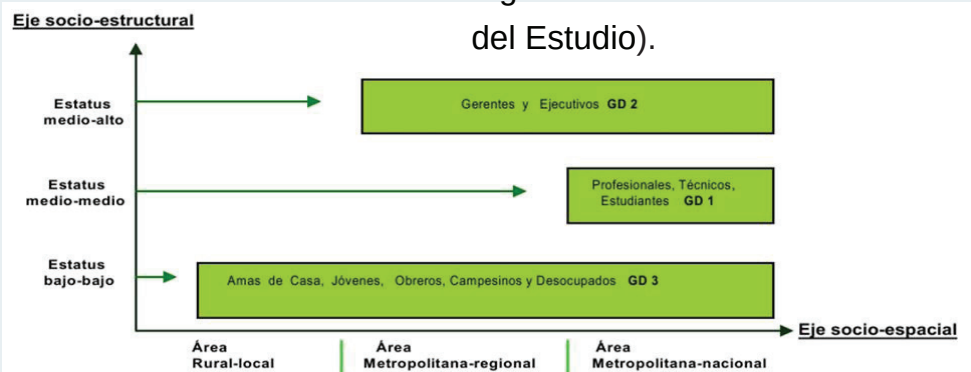 Eje socio-estructural
del Estudio).
Estatus
medio-alto
Gerentes y Ejecutivos GD 2
Estatus
medio-medio
Profesionales, Técnicos,
Estudiantes GD 1
Estatus
bajo-bajo
Amas de Casa, Jóvenes, Obreros, Campesinos y Desocupados GD 3
Eje socio-espacial
Área
Rural-local
Área
Metropolitana-regional
Área
Metropolitana-nacional